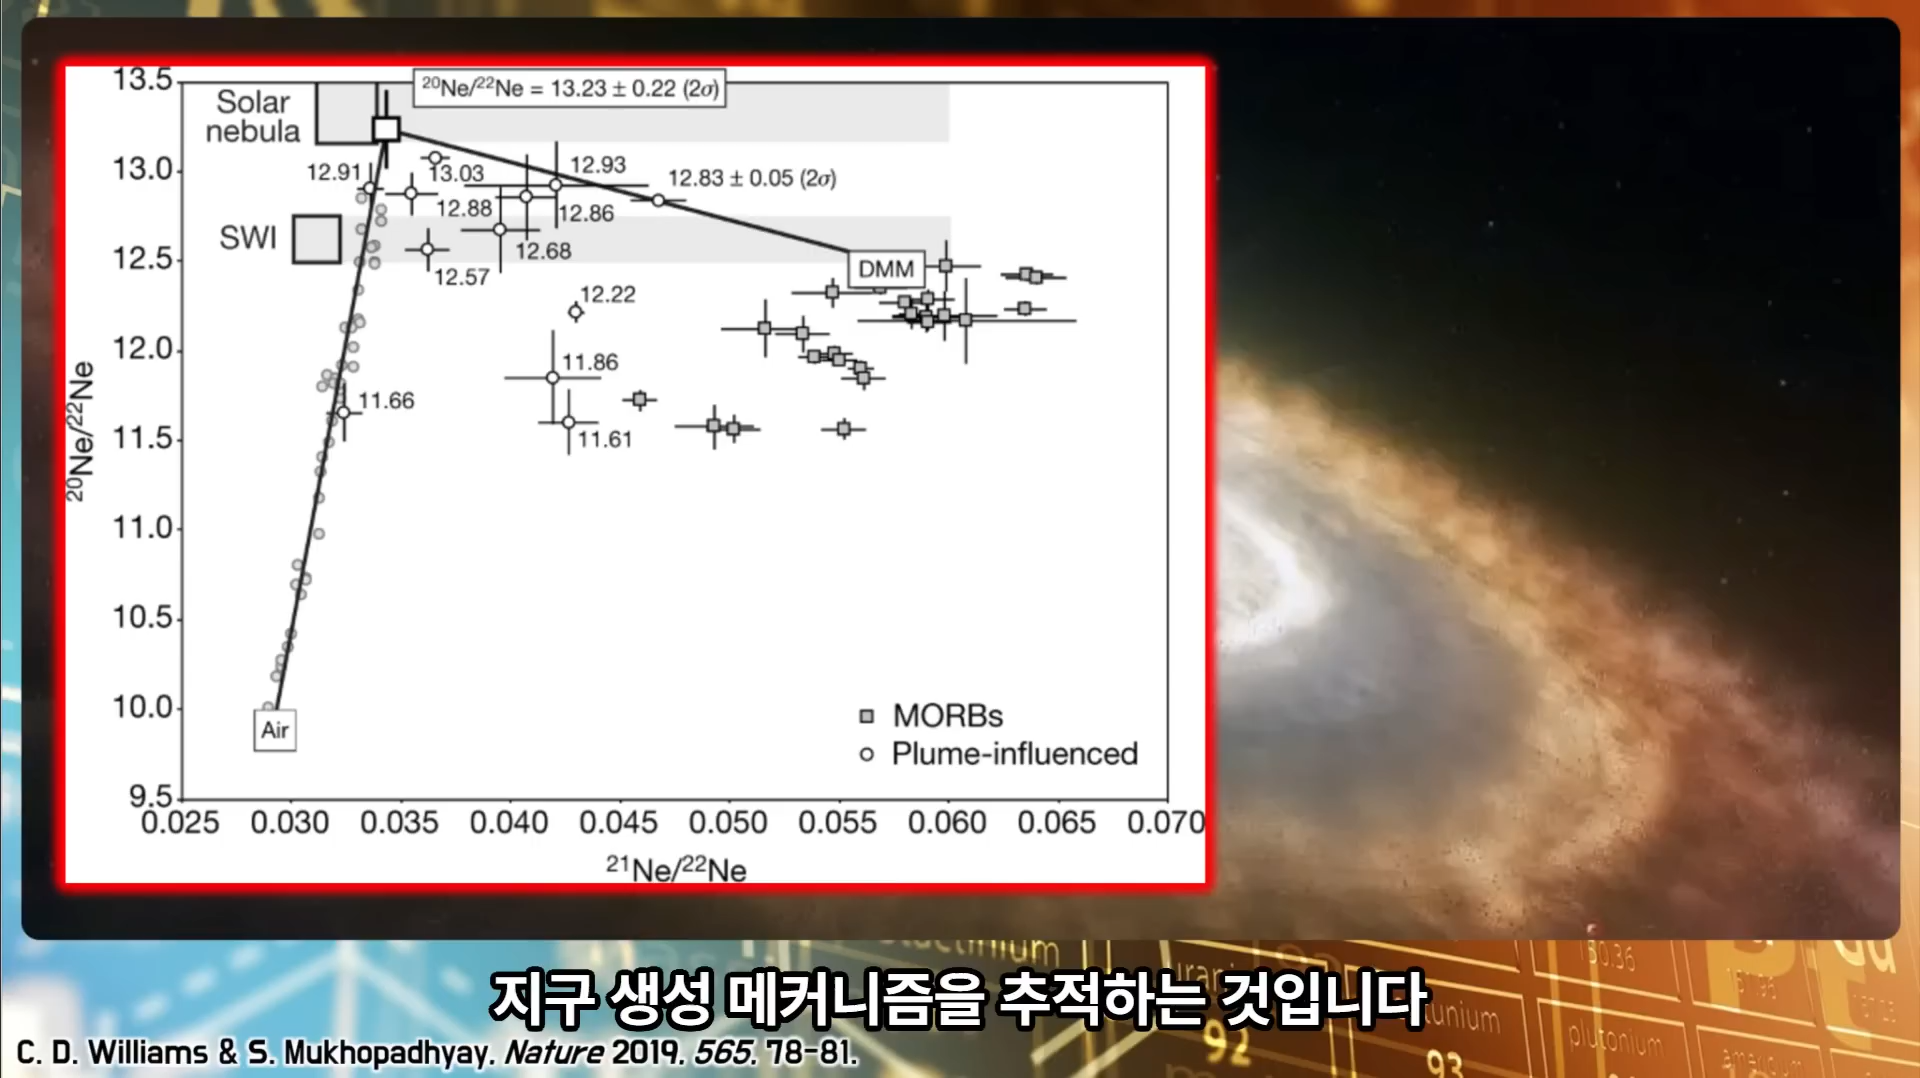 13.5
13.0
12.5
12.0
11.5
11.0
10.5
10.0
9.5
²⁰Ne/²²Ne
²⁰Ne/²²Ne = 13.23 ± 0.22 (2σ)
Solar
nebula
12.91
13.03
12.93
12.83 ± 0.05 (2σ)
12.88
12.86
SWI
12.68
12.57
DMM
12.22
11.86
11.66
11.61
MORBs
Plume-influenced
Air
0.025 0.030 0.035 0.040 0.045 0.050 0.055 0.060 0.065 0.070
²¹Ne/²²Ne
지구 생성 메커니즘을 추적하는 것입니다
C. D. Williams & S. Mukhopadhyay, Nature 2019, 565, 78-81.
92
93
plutonium